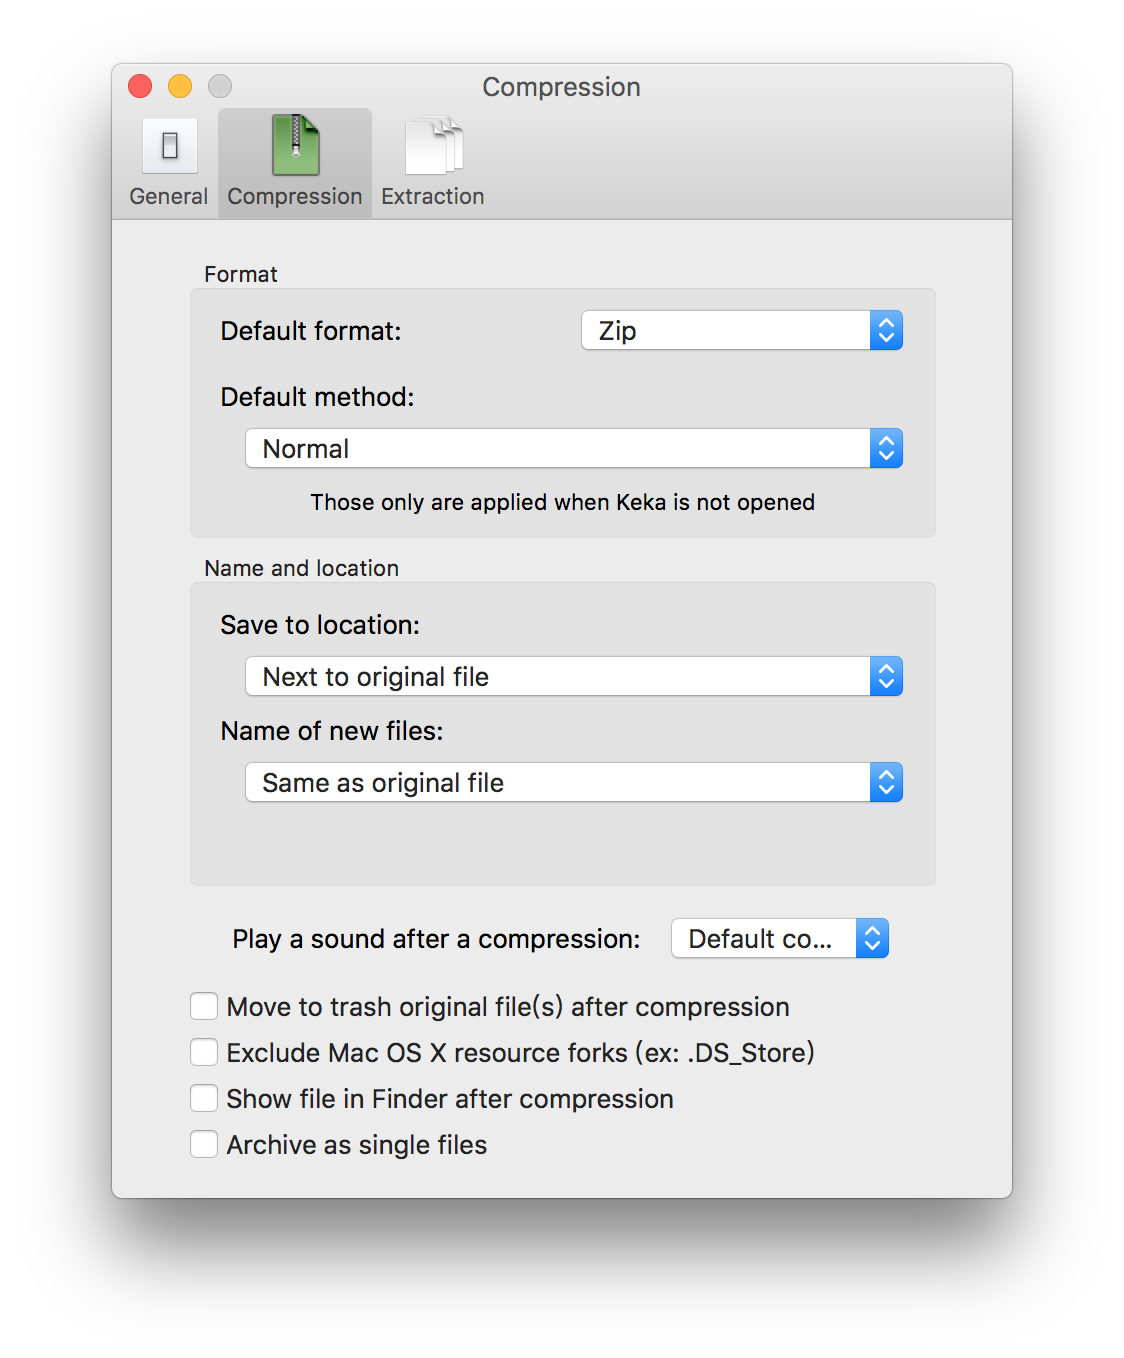 Compression
General
Compression
Extraction
Format
Default format:
Zip
Default method:
Normal
Those only are applied when Keka is not opened
Name and location
Save to location:
Next to original file
Name of new files:
Same as original file
Play a sound after a compression:
Default co...
Move to trash original file(s) after compression
Exclude Mac OS X resource forks (ex: .DS_Store)
Show file in Finder after compression
Archive as single files